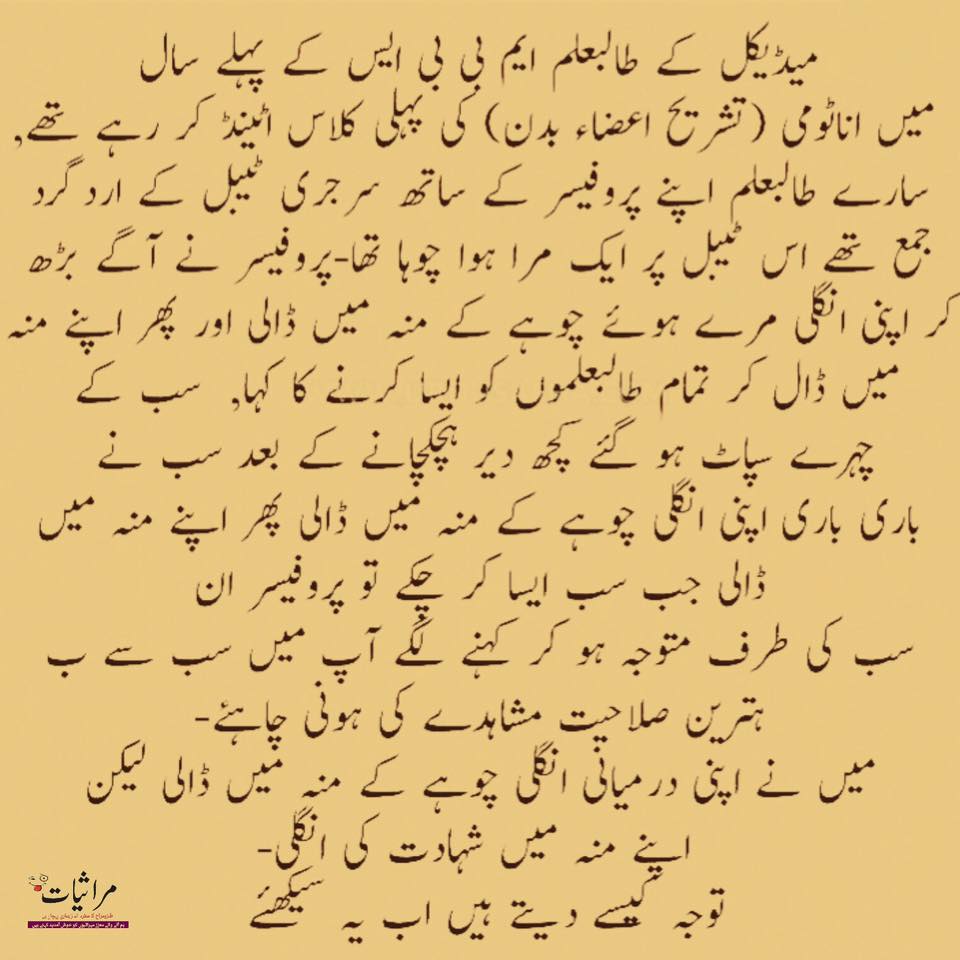 میڈیکل کے طالبعلم ایم بی بی ایس کے پہلے سال
میں اناٹومی (تشریح اعضاء بدن) کی پہلی کلاس اٹینڈ کر رہے تھے,
سارے طالبعلم اپنے پروفیسر کے ساتھ سرجری ٹیبل کے ارد گرد
جمع تھے اس ٹیبل پر ایک مرا ہوا چوہا تھا-پروفیسر نے آگے بڑھ
کر اپنی انگلی مرے ہوئے چوہے کے منہ میں ڈالی اور پھر اپنے منہ
میں ڈال کر تمام طالبعلموں کو ایسا کرنے کا کہا, سب کے
چہرے سپاٹ ہو گئے کچھ دیر ہچکچانے کے بعد سب نے
باری باری اپنی انگلی چوہے کے منہ میں ڈالی پھر اپنے منہ میں
ڈالی جب سب ایسا کر چکے تو پروفیسر ان
سب کی طرف متوجہ ہو کر کہنے لگے آپ میں سب سے ب
ہترین صلاحیت مشاہدے کی ہونی چاہئے-
میں نے اپنی درمیانی انگلی چوہے کے منہ میں ڈالی لیکن
اپنے منہ میں شہادت کی انگلی-
توجہ کیسے دیتے ہیں اب یہ سیکھئے
مراثیات